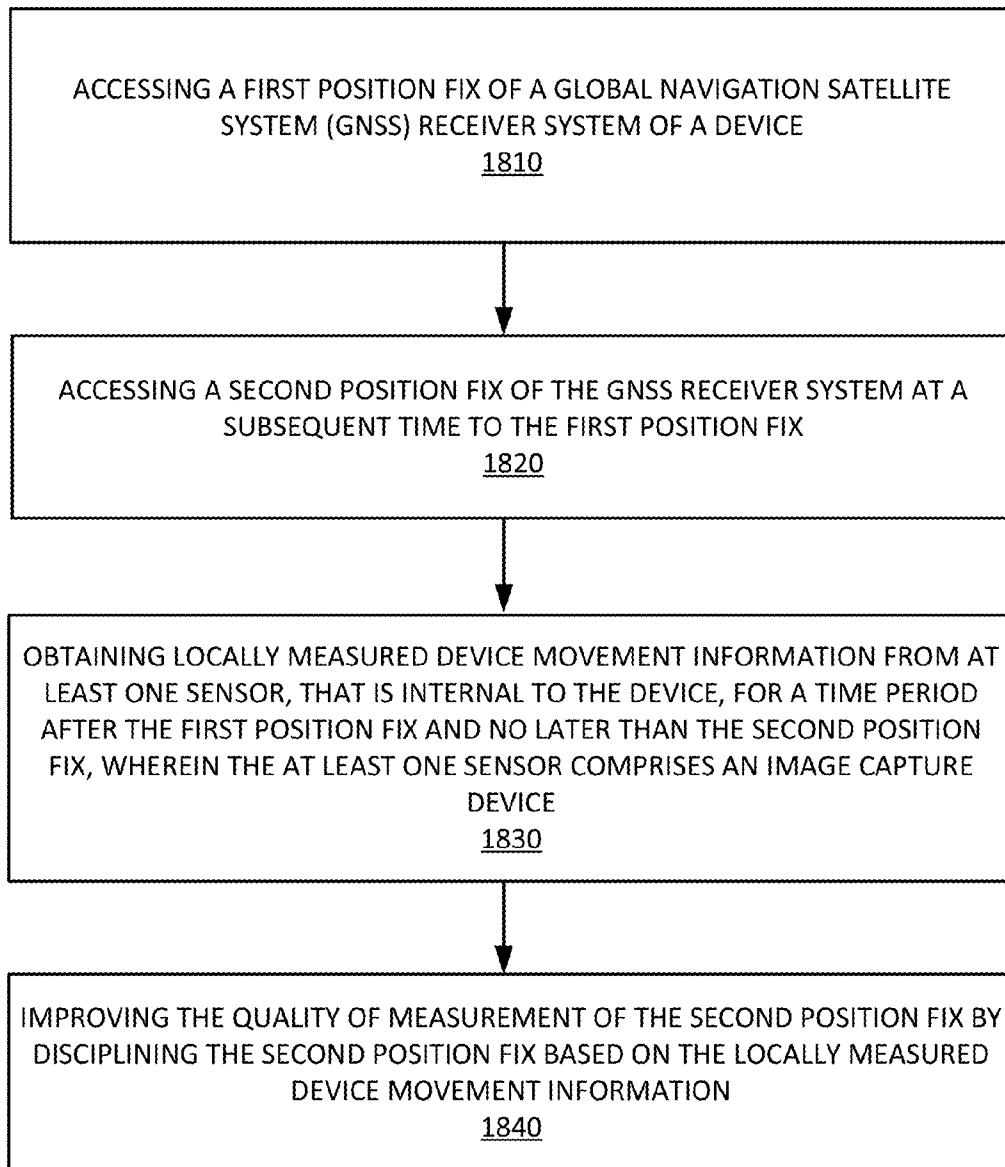 ACCESSING A FIRST POSITION FIX OF A GLOBAL NAVIGATION SATELLITE
SYSTEM (GNSS) RECEIVER SYSTEM OF A DEVICE
1810
ACCESSING A SECOND POSITION FIX OF THE GNSS RECEIVER SYSTEM AT A
SUBSEQUENT TIME TO THE FIRST POSITION FIX
1820
OBTAINING LOCALLY MEASURED DEVICE MOVEMENT INFORMATION FROM AT
LEAST ONE SENSOR, THAT IS INTERNAL TO THE DEVICE, FOR A TIME PERIOD
AFTER THE FIRST POSITION FIX AND NO LATER THAN THE SECOND POSITION
FIX, WHEREIN THE AT LEAST ONE SENSOR COMPRISES AN IMAGE CAPTURE
DEVICE
1830
IMPROVING THE QUALITY OF MEASUREMENT OF THE SECOND POSITION FIX BY
DISCIPLINING THE SECOND POSITION FIX BASED ON THE LOCALLY MEASURED
DEVICE MOVEMENT INFORMATION
1840